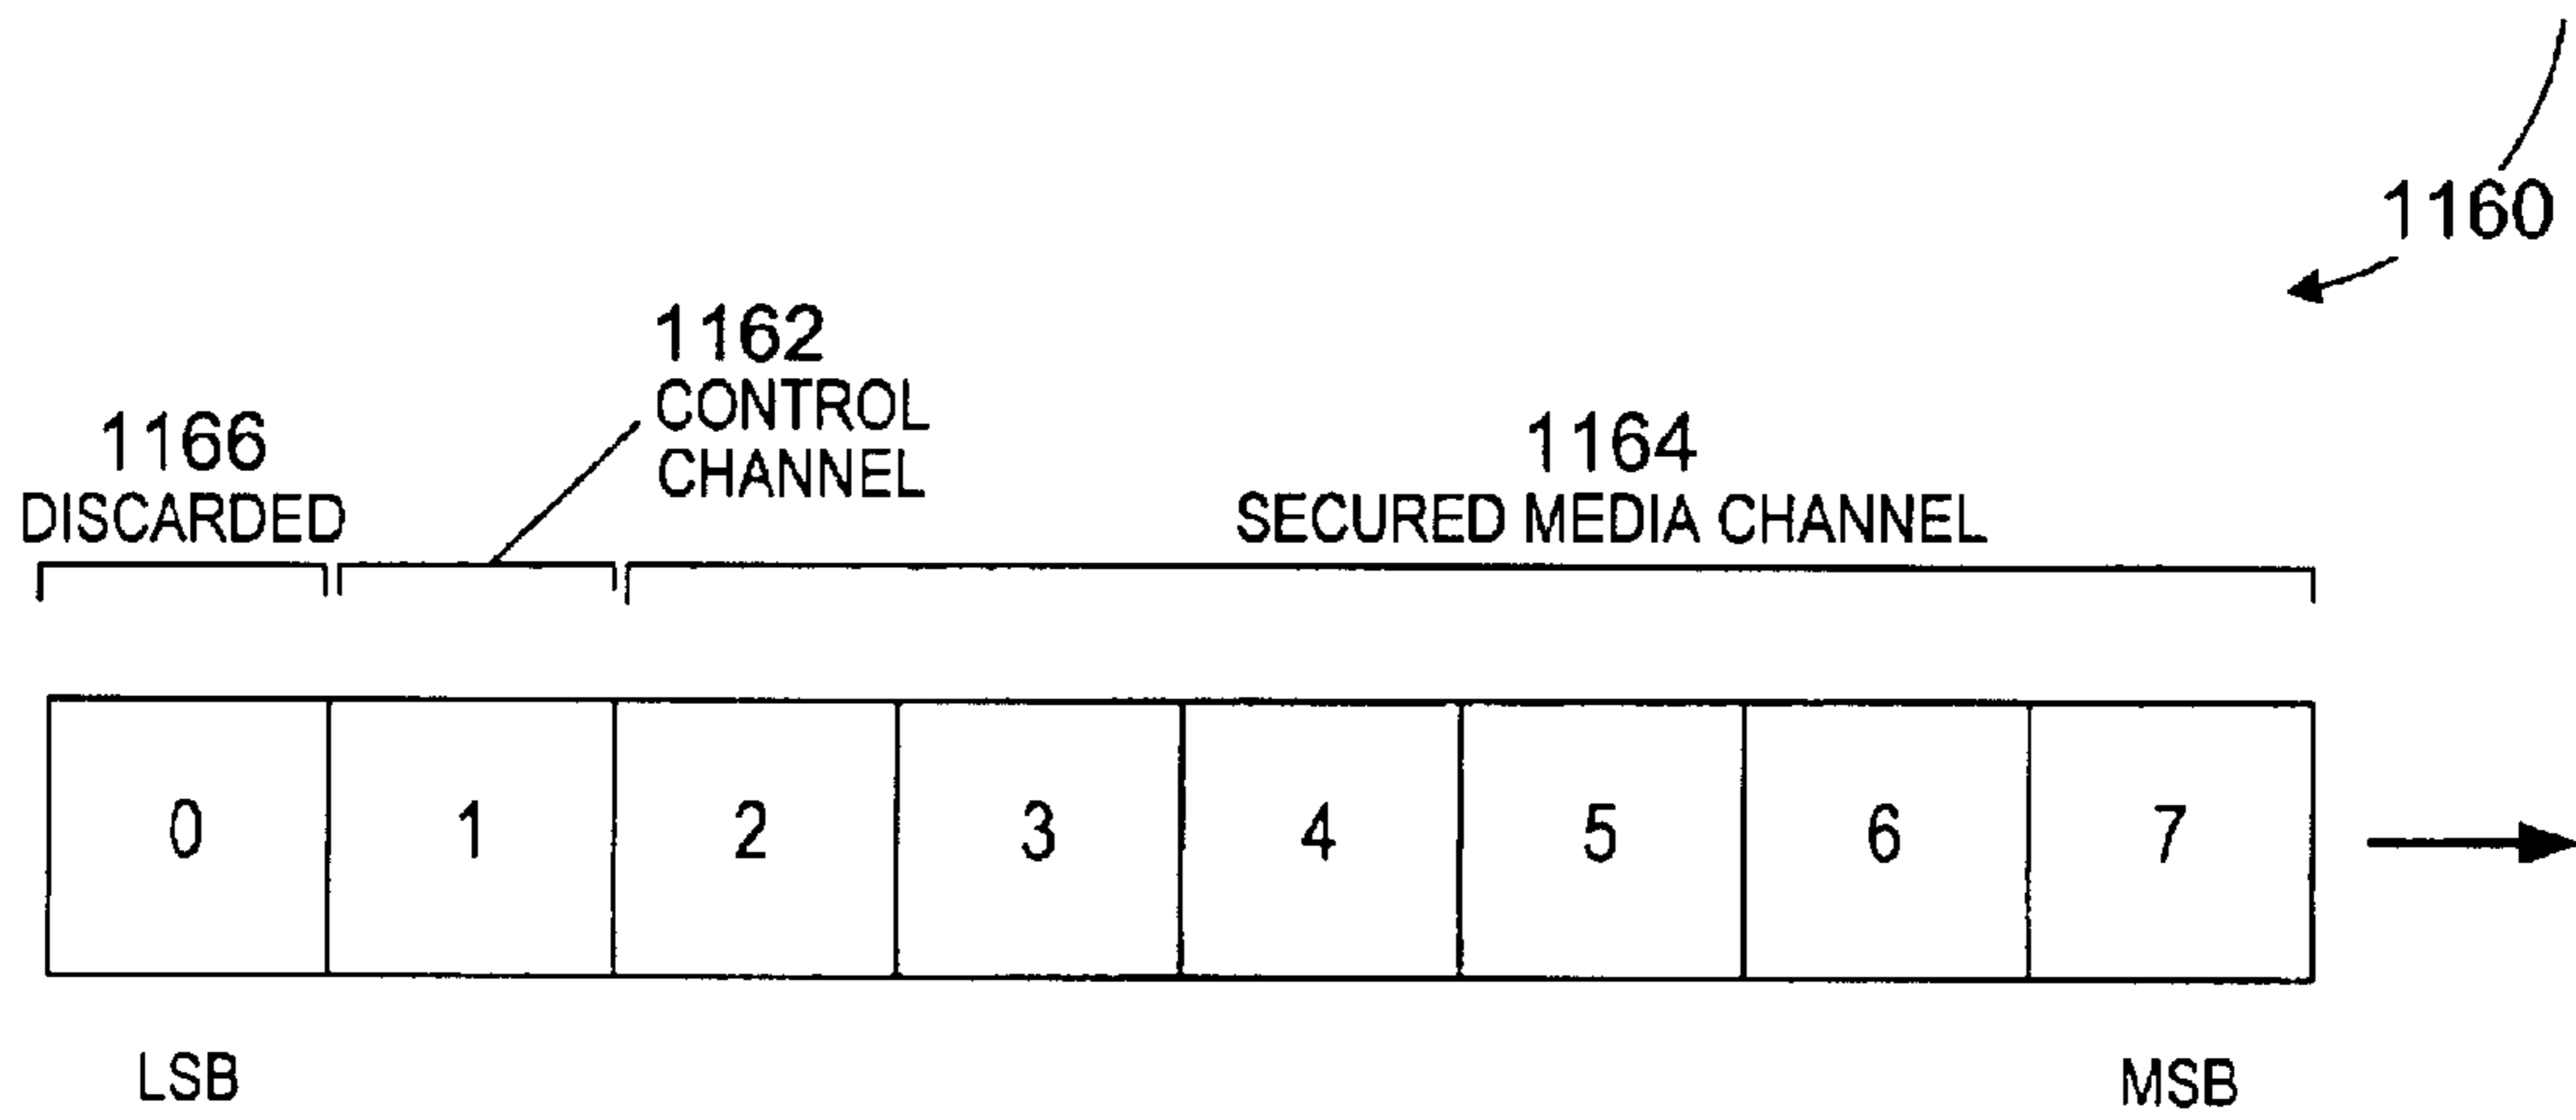 1160
1162
CONTROL
CHANNEL
1166
DISCARDED
1164
SECURED MEDIA CHANNEL
0 1 2 3 4 5 6 7
LSB MSB